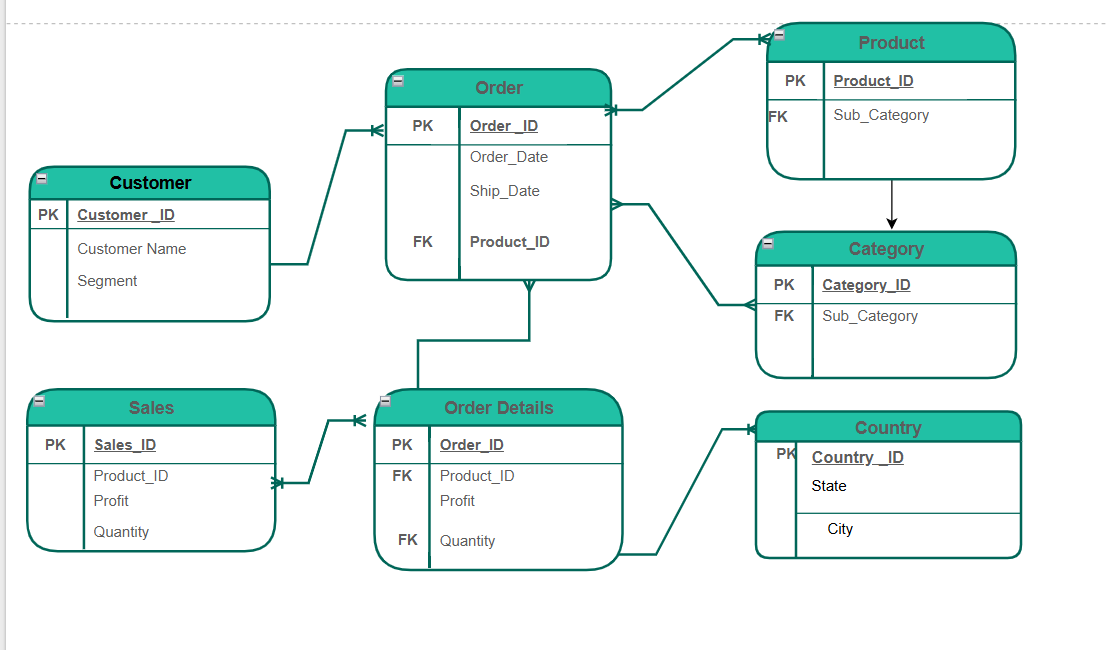 Product
PK Product_ID
FK Sub_Category
Order
PK Order _ID
Order_Date
Ship_Date
FK Product_ID
Customer
PK Customer _ID
Customer Name
Segment
Category
PK Category_ID
FK Sub_Category
Sales
PK Sales_ID
Product_ID
Profit
Quantity
Order Details
PK Order_ID
FK Product_ID
Profit
FK Quantity
Country
PK Country _ID
State
City